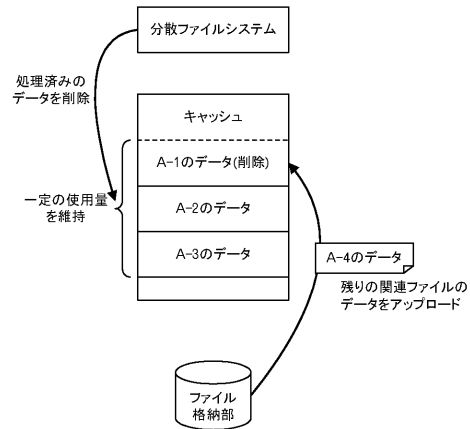 分散ファイルシステム
処理済みの
データを削除
キャッシュ
A-1のデータ(削除)
一定の使用量
を維持
A-2のデータ
A-3のデータ
A-4のデータ
残りの関連ファイルの
データをアップロード
ファイル
格納部